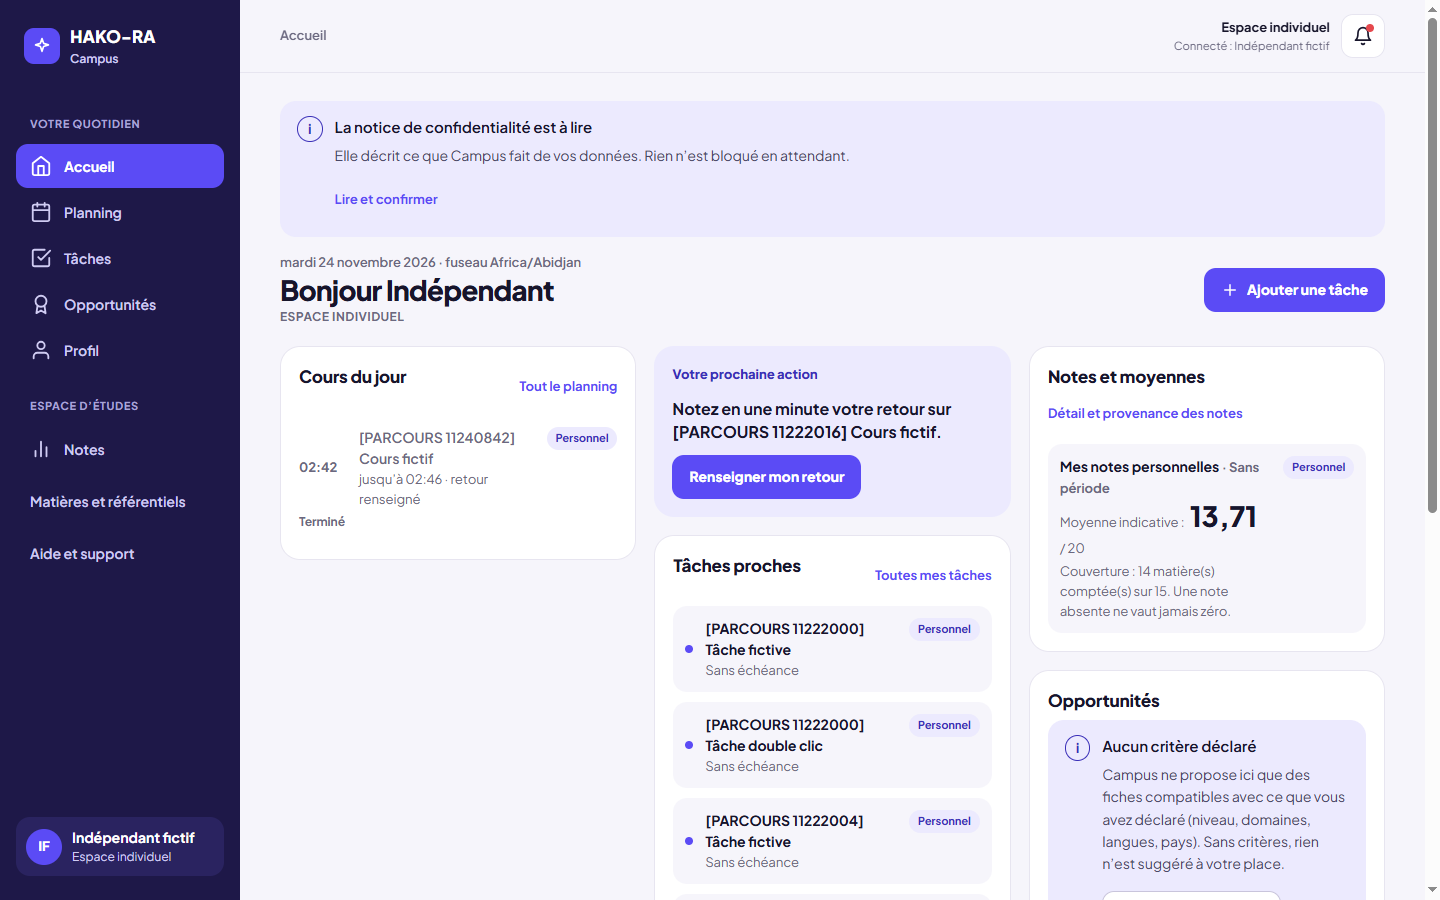 HAKO-RA
Campus
VOTRE QUOTIDIEN
Accueil
Planning
Tâches
Opportunités
Profil
ESPACE D'ÉTUDES
Notes
Matières et référentiels
Aide et support
IF
Indépendant fictif
Espace individuel
Accueil
Espace individuel
Connecté : Indépendant fictif
La notice de confidentialité est à lire
Elle décrit ce que Campus fait de vos données. Rien n’est bloqué en attendant.
Lire et confirmer
mardi 24 novembre 2026 · fuseau Africa/Abidjan
Bonjour Indépendant
ESPACE INDIVIDUEL
Ajouter une tâche
Cours du jour
Tout le planning
02:42
[PARCOURS 11240842]
Cours fictif
jusqu’à 02:46 · retour
renseigné
Personnel
Terminé
Votre prochaine action
Notez en une minute votre retour sur
[PARCOURS 11222016] Cours fictif.
Renseigner mon retour
Tâches proches
Toutes mes tâches
[PARCOURS 11222000]
Tâche fictive
Sans échéance
Personnel
[PARCOURS 11222000]
Tâche double clic
Sans échéance
Personnel
[PARCOURS 11222004]
Tâche fictive
Sans échéance
Personnel
Notes et moyennes
Détail et provenance des notes
Mes notes personnelles · Sans
période
Personnel
Moyenne indicative : 13,71
/ 20
Couverture : 14 matière(s)
comptée(s) sur 15. Une note
absente ne vaut jamais zéro.
Opportunités
Aucun critère déclaré
Campus ne propose ici que des
fiches compatibles avec ce que vous
avez déclaré (niveau, domaines,
langues, pays). Sans critères, rien
n’est suggéré à votre place.